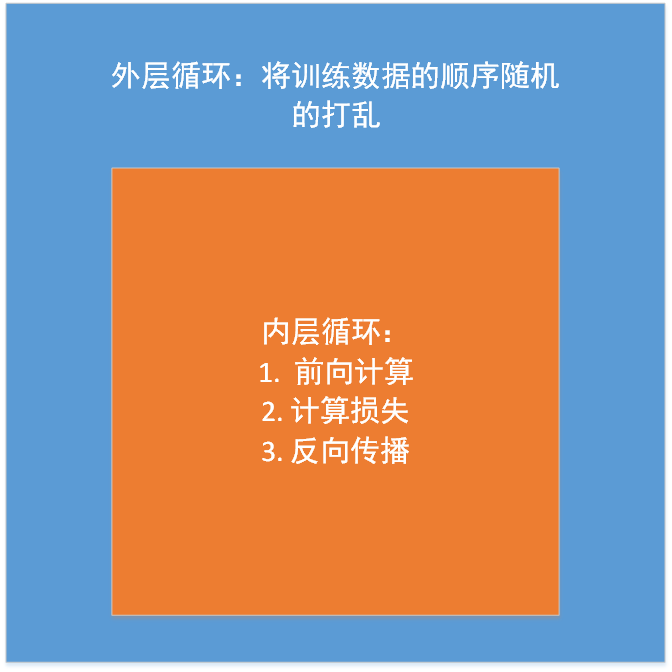 外层循环：将训练数据的顺序随机
的打乱
内层循环：
1. 前向计算
2. 计算损失
3. 反向传播